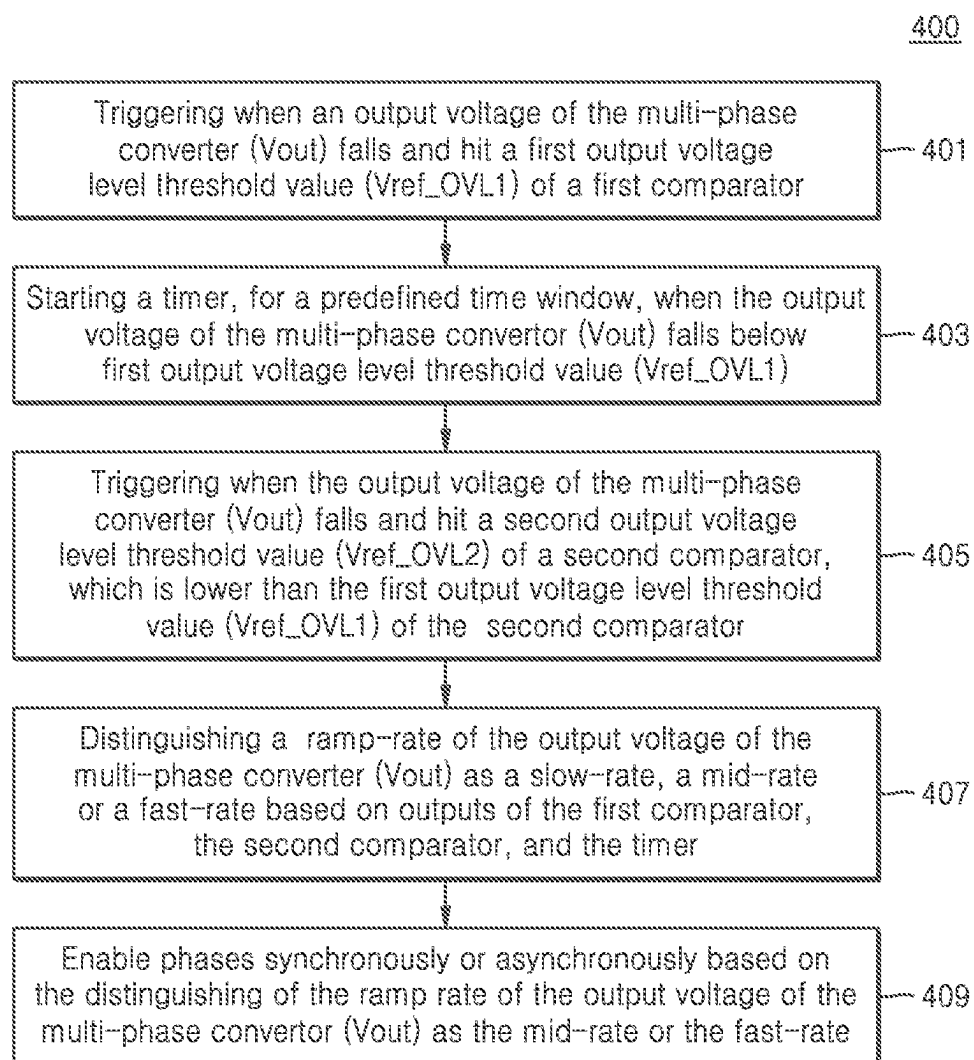 400
Triggering when an output voltage of the multi-phase
converter (Vout) falls and hit a first output voltage
level threshold value (Vref_OVL1) of a first comparator
401
Starting a timer, for a predefined time window, when the output
voltage of the multi-phase convertor (Vout) falls below
first output voltage level threshold value (Vref_OVL1)
403
Triggering when the output voltage of the multi-phase
converter (Vout) falls and hit a second output voltage
level threshold value (Vref_OVL2) of a second comparator,
which is lower than the first output voltage level threshold
value (Vref_OVL1) of the second comparator
405
Distinguishing a ramp-rate of the output voltage of the
multi-phase converter (Vout) as a slow-rate, a mid-rate
or a fast-rate based on outputs of the first comparator,
the second comparator, and the timer
407
Enable phases synchronously or asynchronously based on
the distinguishing of the ramp rate of the output voltage of the
multi-phase convertor (Vout) as the mid-rate or the fast-rate
409